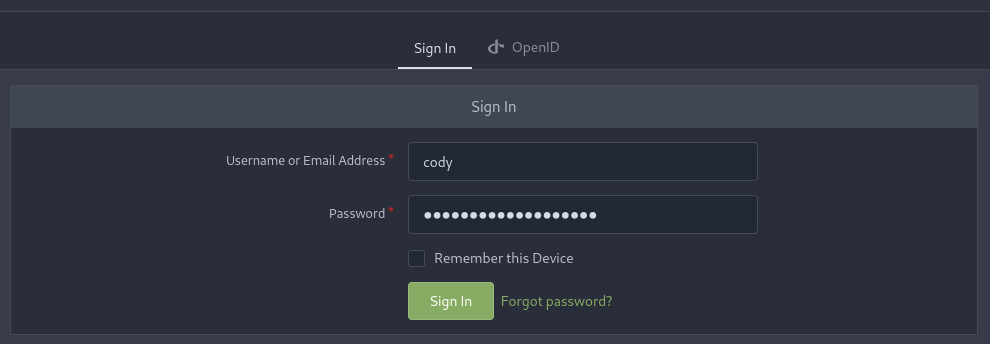 Sign In OpenID
Sign In
Username or Email Address *
cody
Password *
●●●●●●●●●●●●●●●●●●●
Remember this Device
Sign In Forgot password?